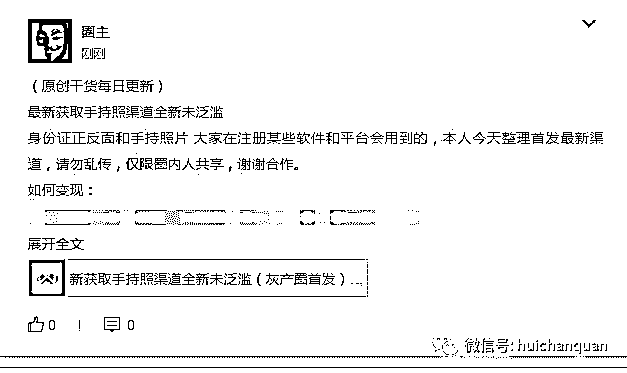 圈主
刚刚
（原创干货每日更新）
最新获取手持照渠道全新未泛滥
身份证正反面和手持照片 大家在注册某些软件和平台会用到的，本人今天整理首发最新渠
道，请勿乱传，仅限圈内人共享，谢谢合作。
如何变现：
展开全文
新获取手持照渠道全新未泛滥（灰产圈首发）...
0 | 0
微信号: huichanquan